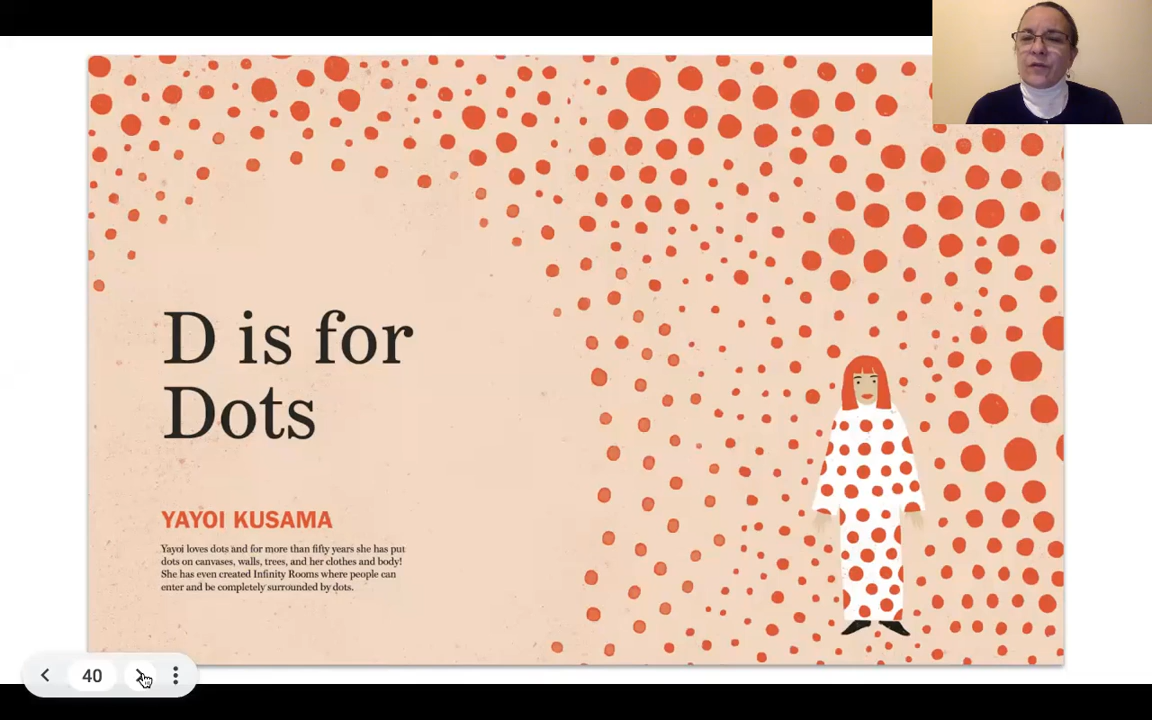 D is for
Dots
YAYOI KUSAMA
Yayoi loves dots and for more than fifty years she has put
dots on canvases, walls, trees, and her clothes and body!
She has even created Infinity Rooms where people can
enter and be completely surrounded by dots.
40